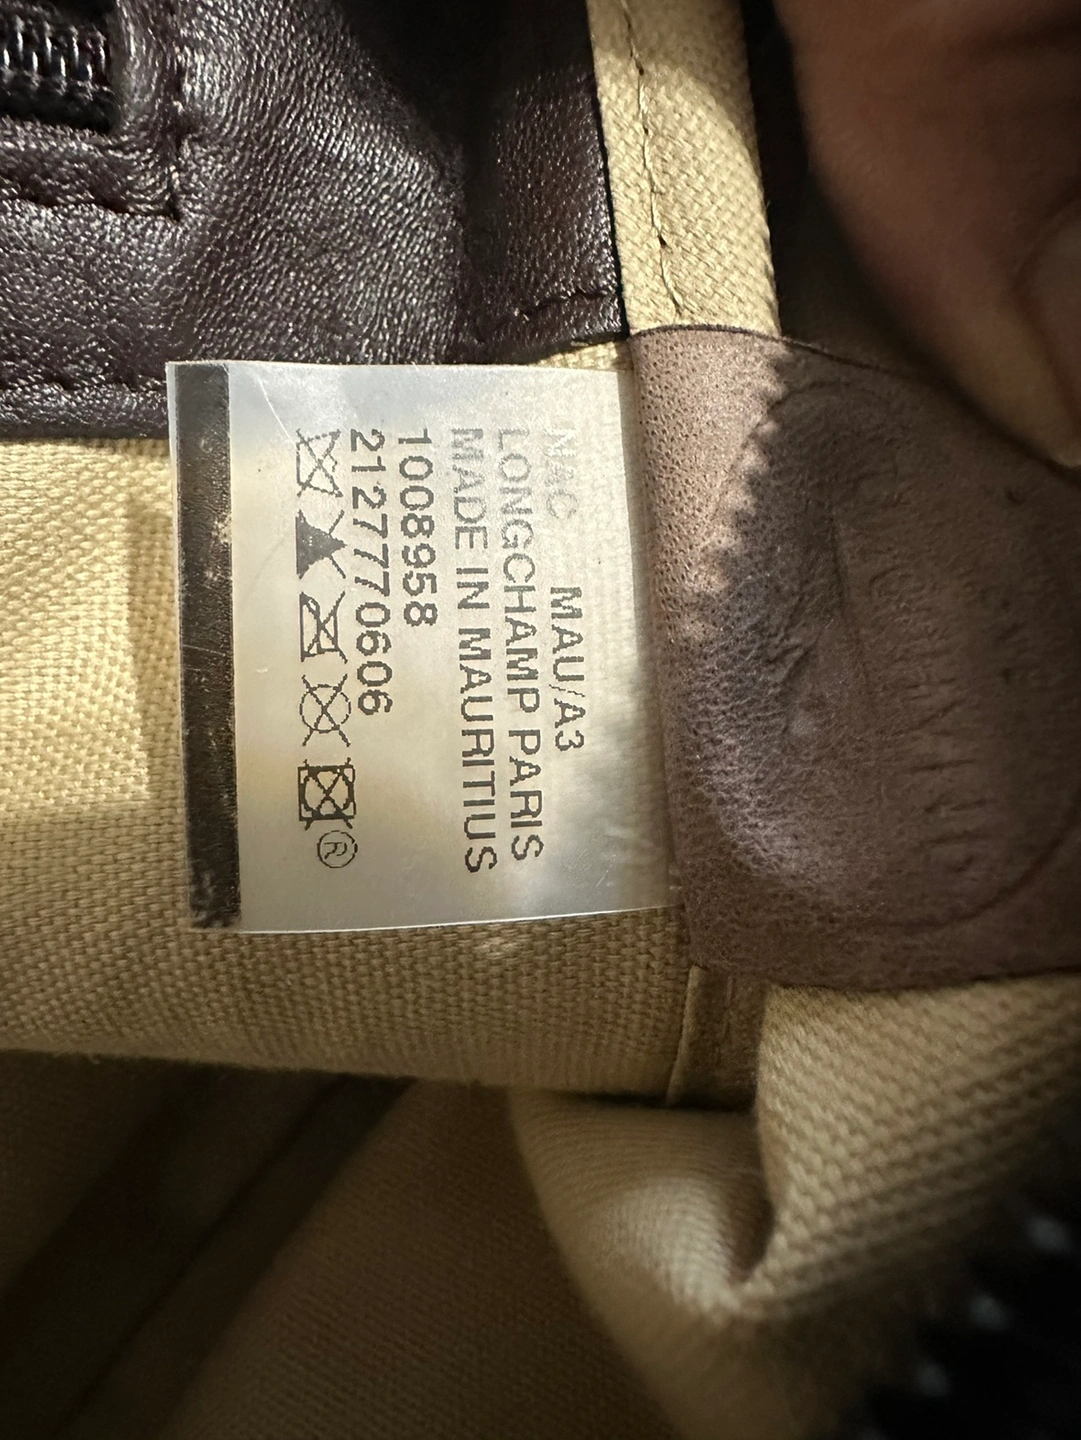 MAU/A3
LONGCHAMP PARIS
MADE IN MAURITIUS
1008958
2127770606
®